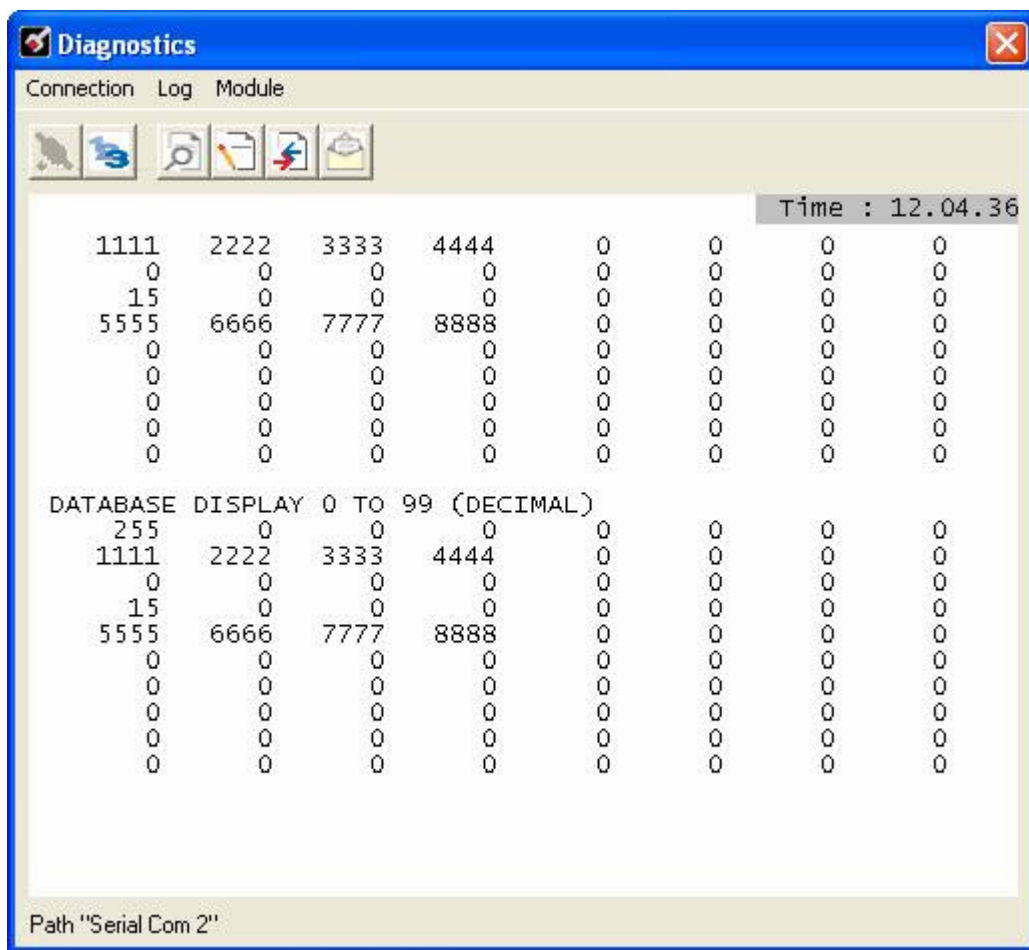 Diagnostics
Connection Log Module
3
Time : 12.04.36
1111 2222 3333 4444 0 0 0 0
0 0 0 0 0 0 0 0
15 0 0 0 0 0 0 0
5555 6666 7777 8888 0 0 0 0
0 0 0 0 0 0 0 0
0 0 0 0 0 0 0 0
0 0 0 0 0 0 0 0
0 0 0 0 0 0 0 0
0 0 0 0 0 0 0 0
DATABASE DISPLAY 0 TO 99 (DECIMAL)
255 0 0 0 0 0 0 0
1111 2222 3333 4444 0 0 0 0
0 0 0 0 0 0 0 0
15 0 0 0 0 0 0 0
5555 6666 7777 8888 0 0 0 0
0 0 0 0 0 0 0 0
0 0 0 0 0 0 0 0
0 0 0 0 0 0 0 0
0 0 0 0 0 0 0 0
0 0 0 0 0 0 0 0
Path "Serial Com 2"